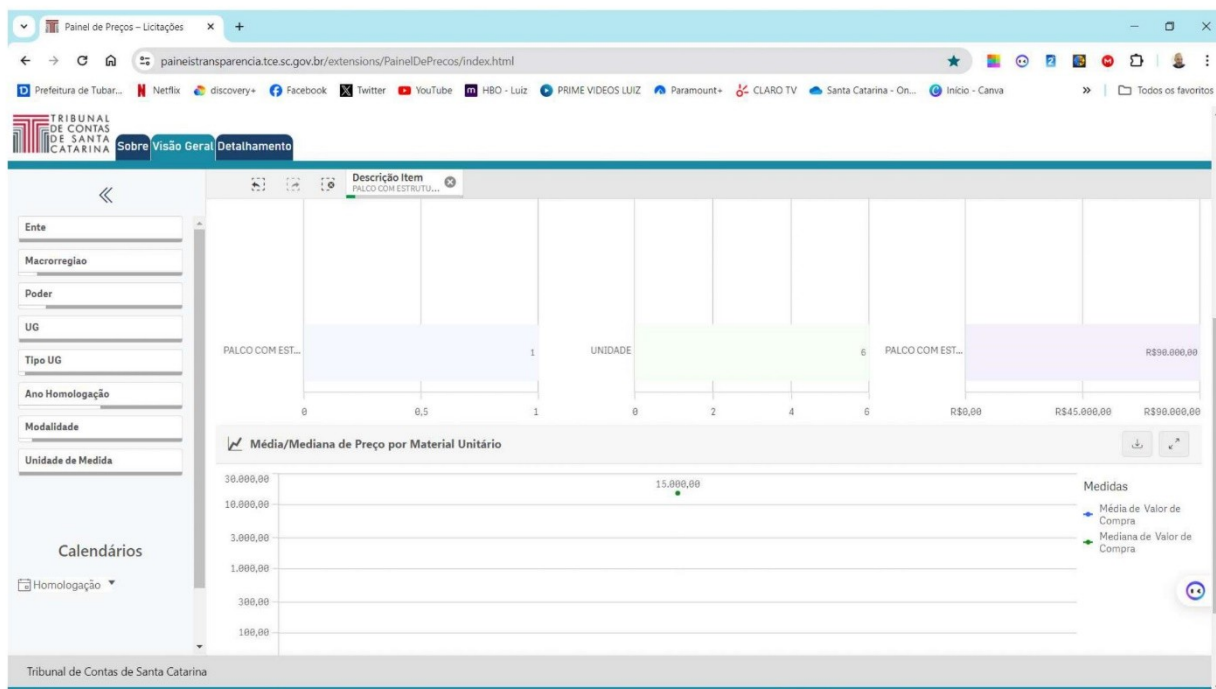 Painel de Preços – Licitações
paineistransparencia.tce.sc.gov.br/extensions/PainelDePrecos/index.html
Prefeitura de Tubar... Netflix discovery+ Facebook Twitter YouTube HBO - Luiz PRIME VIDEOS LUIZ Paramount+ CLARO TV Santa Catarina - On... Início - Canva » Todos os favoritos
TRIBUNAL
DE CONTAS
DE SANTA
CATARINA
Sobre Visão Geral Detalhamento
Descrição Item
PALCO COM ESTRUTU...
Ente
Macrorregiao
Poder
UG
Tipo UG
Ano Homologação
Modalidade
Unidade de Medida
Calendários
Homologação
PALCO COM EST... 1
0 0,5 1
UNIDADE 6
0 2 4 6
PALCO COM EST... R$90.000,00
R$0,00 R$45.000,00 R$90.000,00
Média/Mediana de Preço por Material Unitário
30.000,00
10.000,00
3.000,00
1.000,00
300,00
100,00
15.000,00
Medidas
Média de Valor de
Compra
Mediana de Valor de
Compra
Tribunal de Contas de Santa Catarina